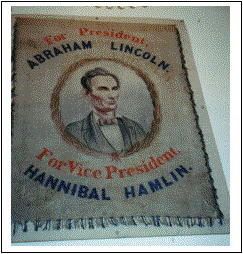 For President
ABRAHAM LINCOLN.
For Vice President
HANNIBAL HAMLIN.